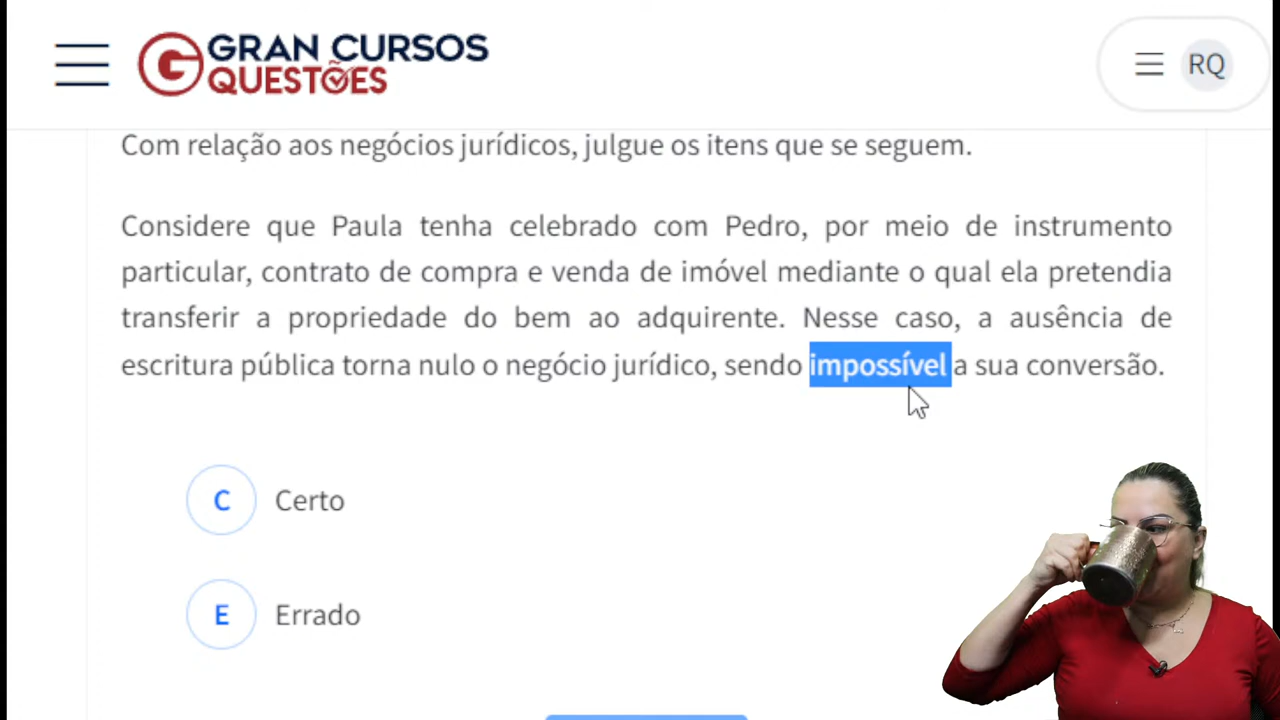 GRAN CURSOS
QUESTÕES
RQ
Com relação aos negócios jurídicos, julgue os itens que se seguem.
Considere que Paula tenha celebrado com Pedro, por meio de instrumento
particular, contrato de compra e venda de imóvel mediante o qual ela pretendia
transferir a propriedade do bem ao adquirente. Nesse caso, a ausência de
escritura pública torna nulo o negócio jurídico, sendo impossível a sua conversão.
C Certo
E Errado